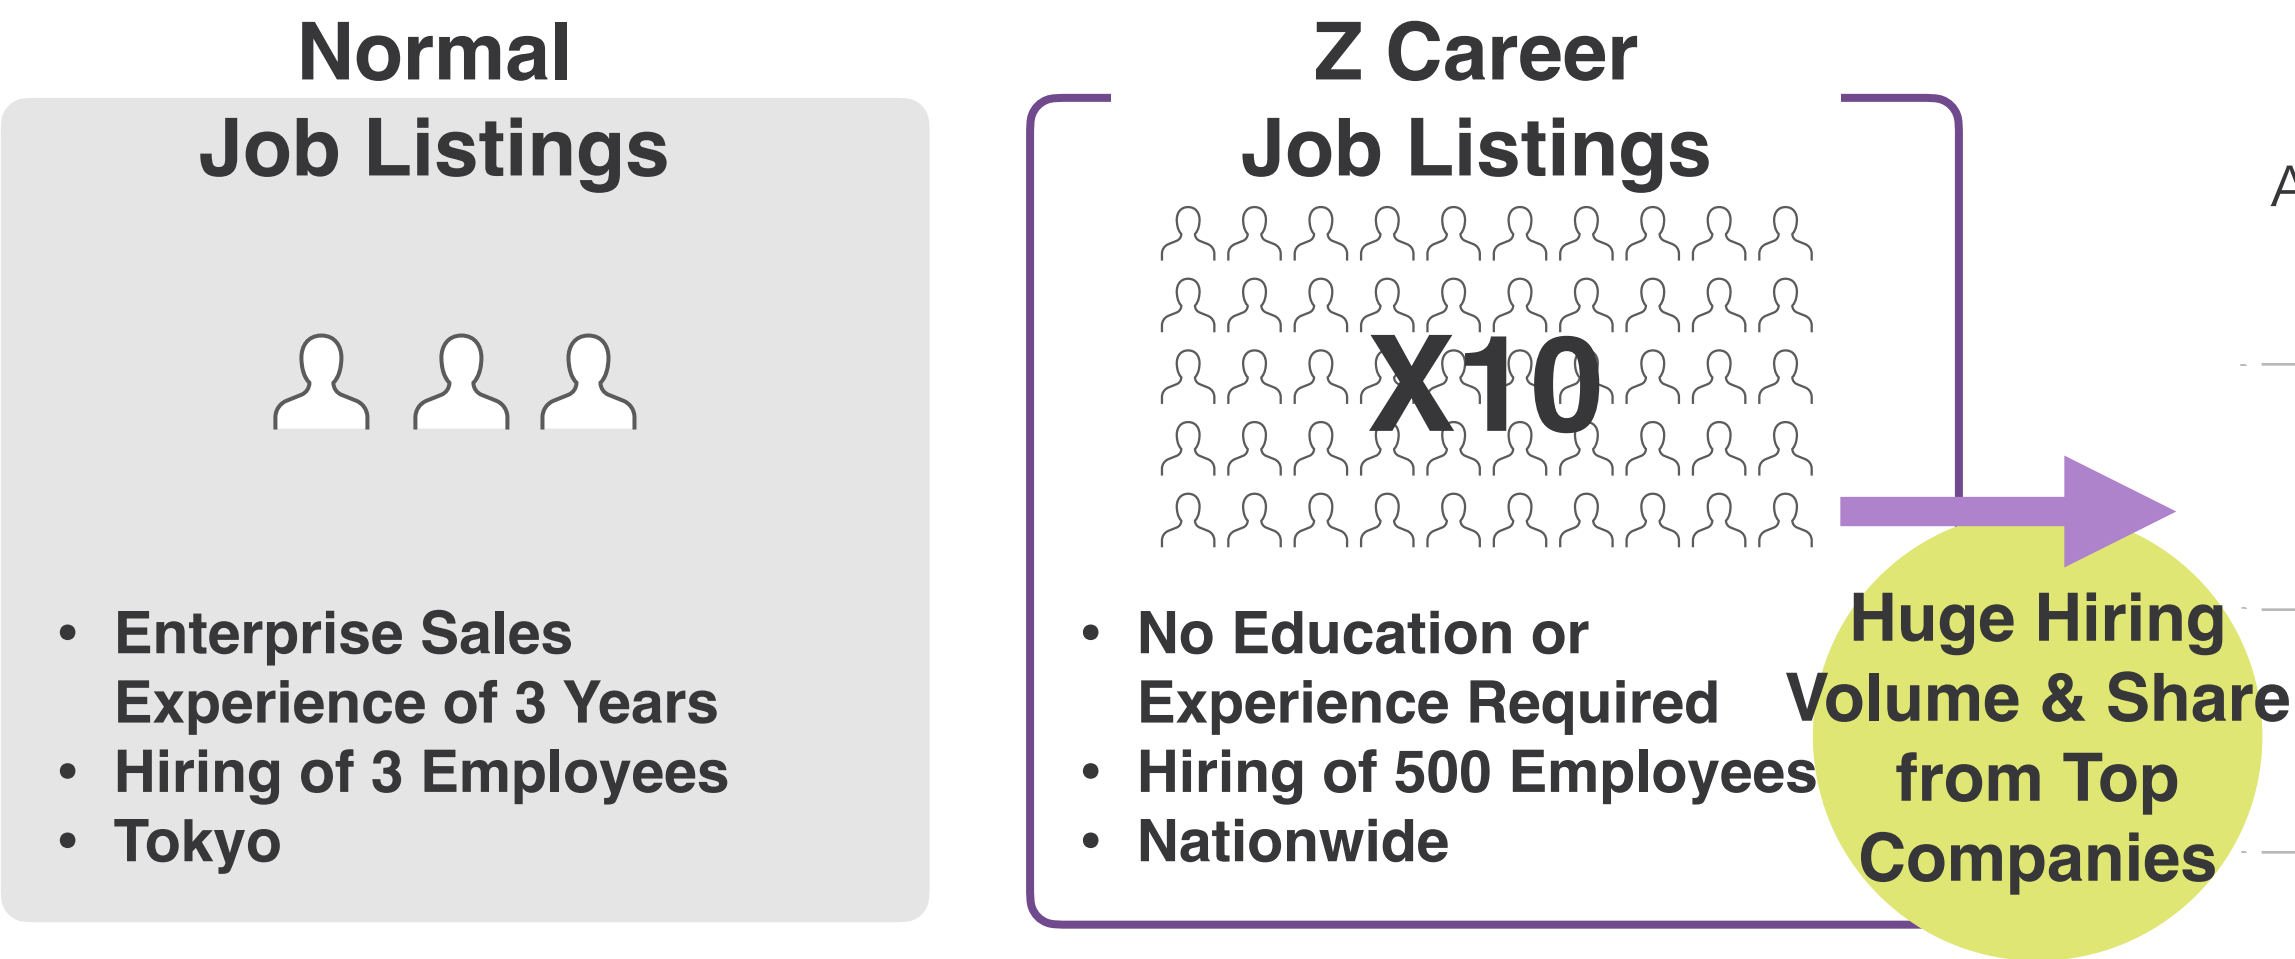 Normal
Job Listings
• Enterprise Sales
Experience of 3 Years
• Hiring of 3 Employees
• Tokyo
Z Career
Job Listings
X10
• No Education or
Experience Required
• Hiring of 500 Employees
• Nationwide
Huge Hiring
Volume & Share
from Top
Companies
A